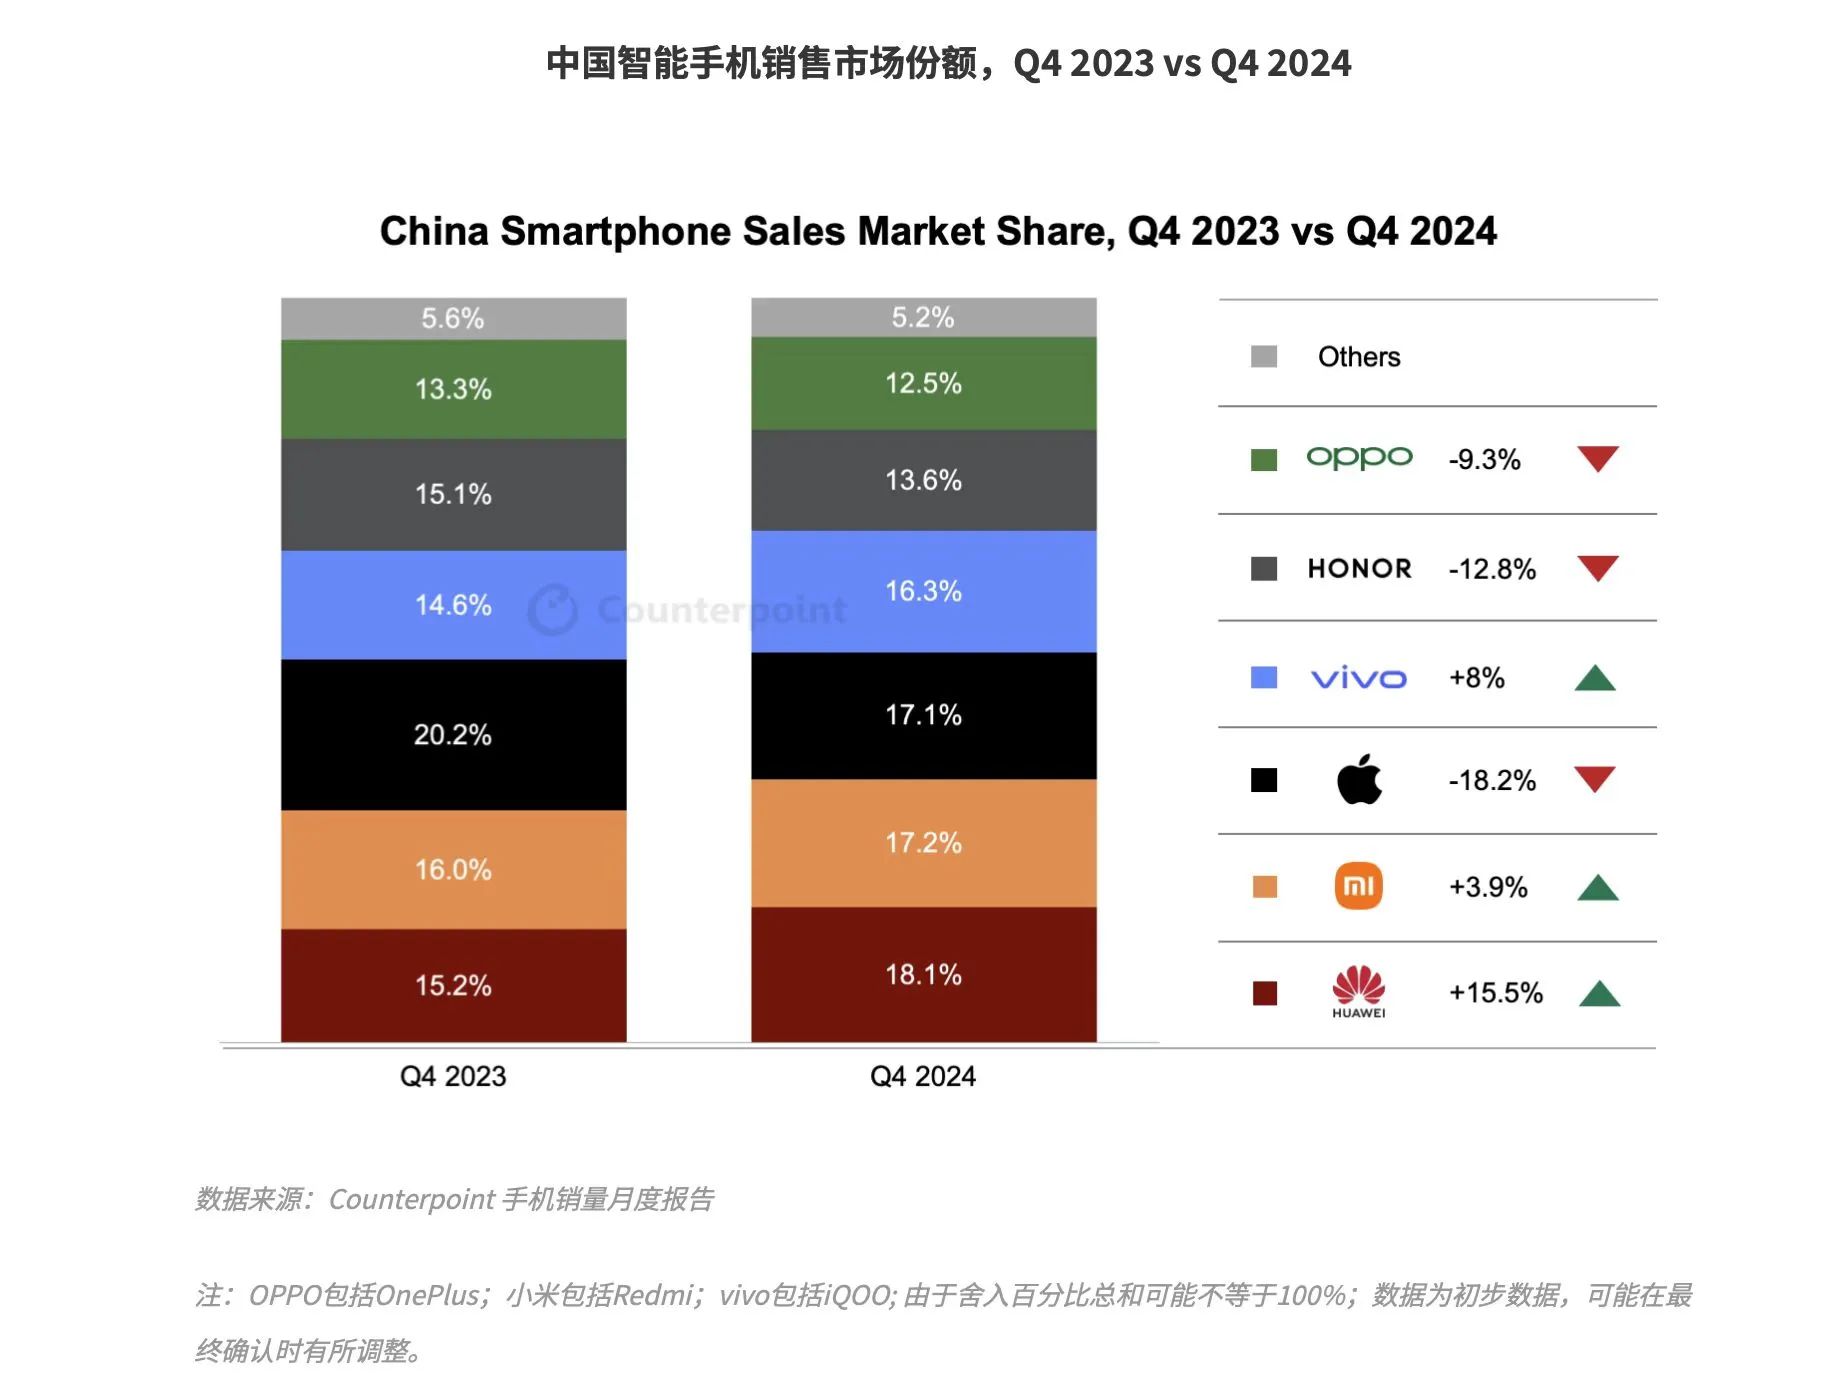 中国智能手机销售市场份额，Q4 2023 vs Q4 2024
China Smartphone Sales Market Share, Q4 2023 vs Q4 2024
5.6%
13.3%
15.1%
14.6%
20.2%
16.0%
15.2%
Q4 2023
5.2%
12.5%
13.6%
16.3%
17.1%
17.2%
18.1%
Q4 2024
Counterpoint
Others
oppo -9.3%
HONOR -12.8%
vivo +8%
-18.2%
mi +3.9%
HUAWEI +15.5%
数据来源：Counterpoint 手机销量月度报告
注：OPPO包括OnePlus；小米包括Redmi；vivo包括iQOO; 由于舍入百分比总和可能不等于100%；数据为初步数据，可能在最
终确认时有所调整。